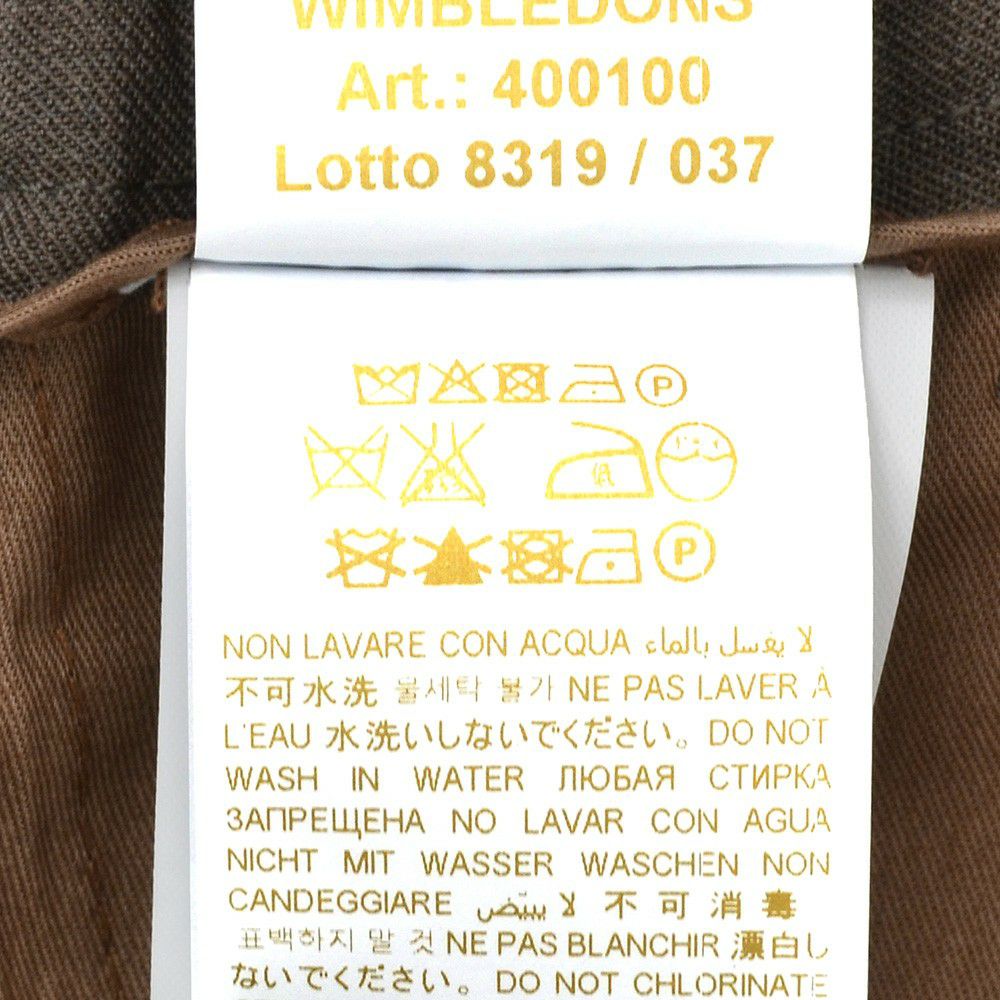 WIMBLEDONS
Art.: 400100
Lotto 8319 / 037
P
低
P
NON LAVARE CON ACQUA لا يغسل بالماء
不可水洗 물세탁 불가 NE PAS LAVER À
L'EAU 水洗いしないでください。DO NOT
WASH IN WATER ЛЮБАЯ СТИРКА
ЗАПРЕЩЕНА NO LAVAR CON AGUA
NICHT MIT WASSER WASCHEN NON
CANDEGGIARE لا يبيّض 不可消毒
표백하지 말 것 NE PAS BLANCHIR 漂白し
ないでください。DO NOT CHLORINATE